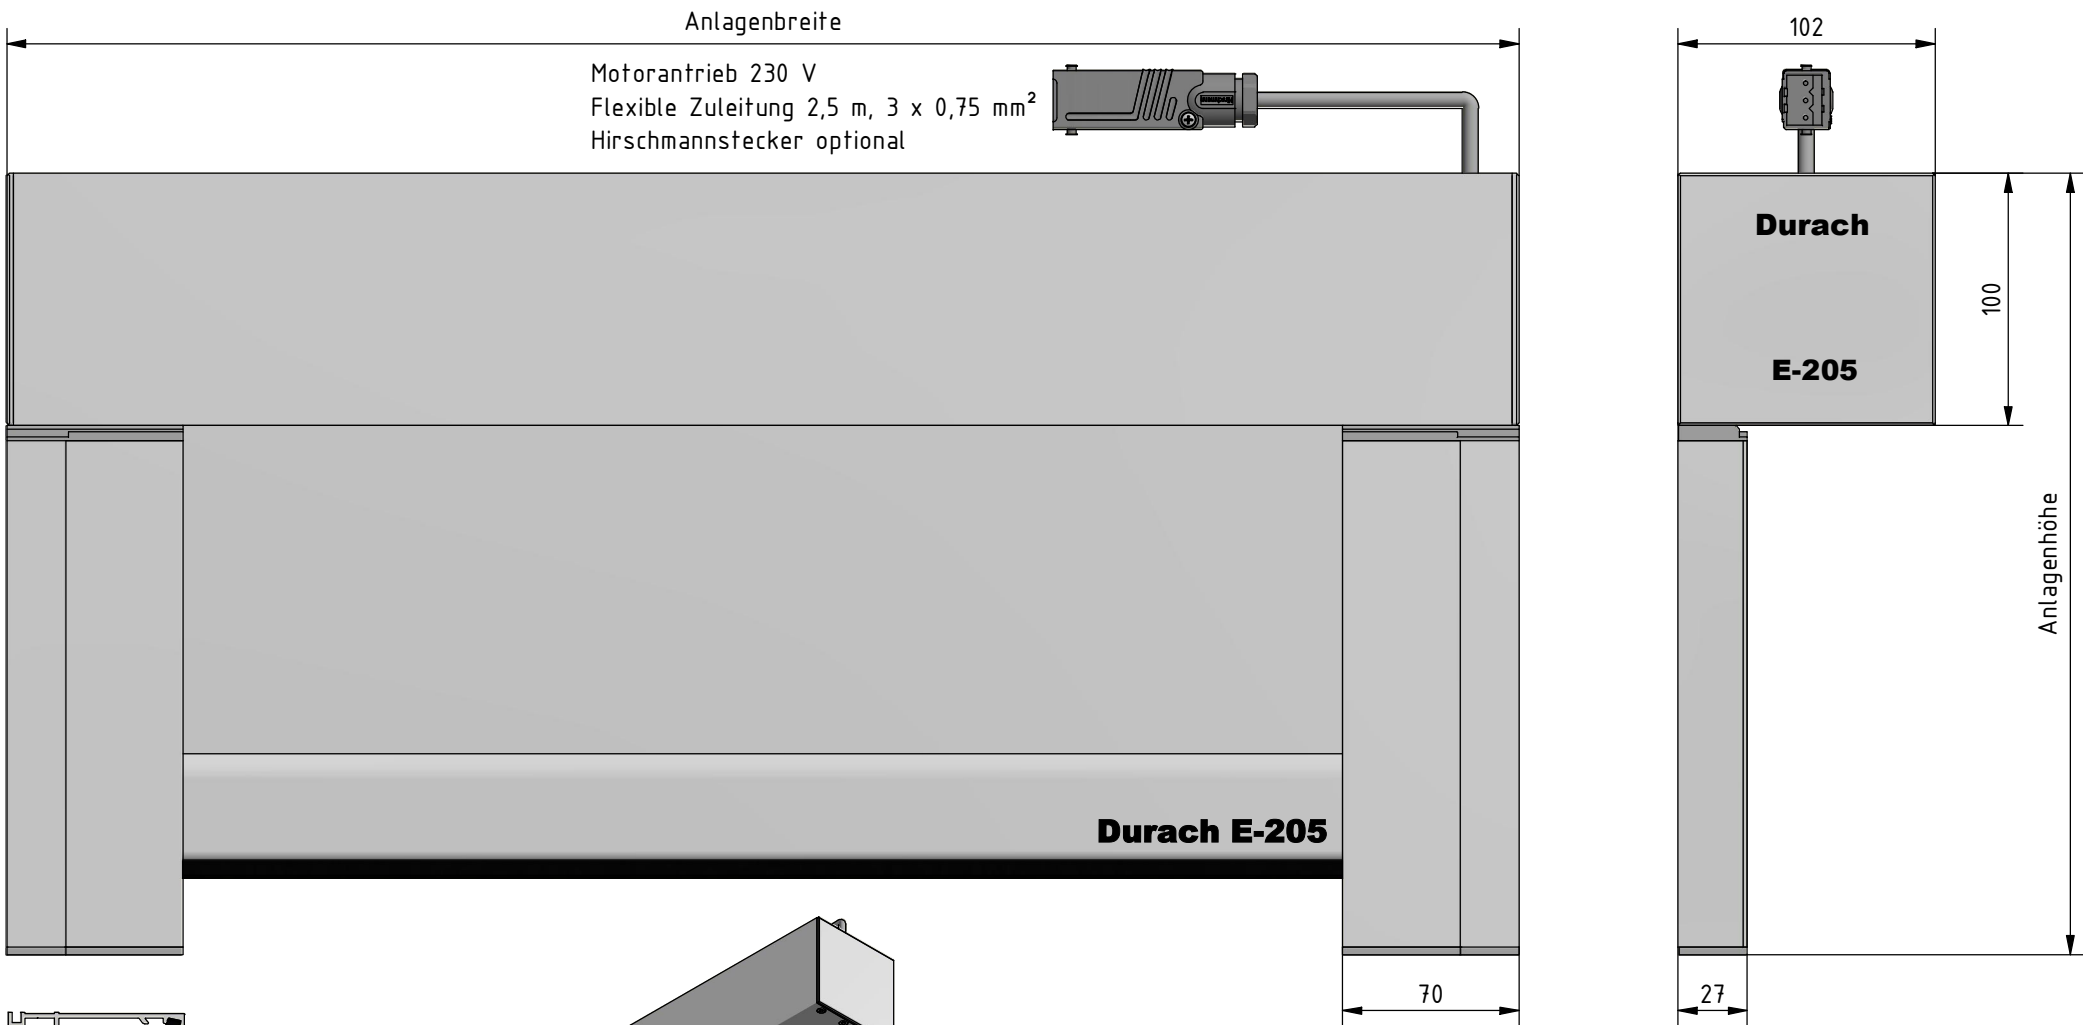 Anlagenbreite
102
Motorantrieb 230 V
Flexible Zuleitung 2,5 m, 3 x 0,75 mm²
Hirschmannstecker optional
Durach
E-205
100
Anlagenhöhe
Durach E-205
70
27